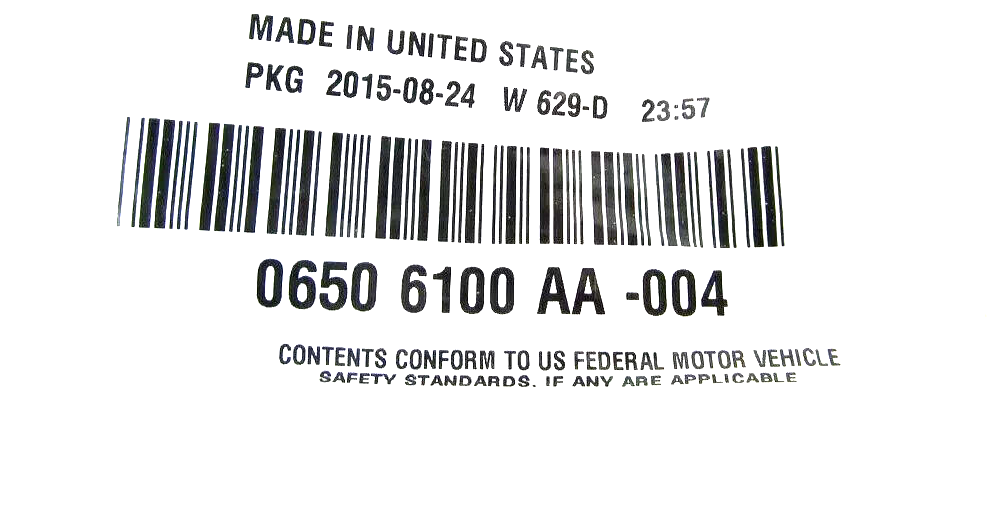 MADE IN UNITED STATES
PKG 2015-08-24 W 629-D 23:57
0650 6100 AA -004
CONTENTS CONFORM TO US FEDERAL MOTOR VEHICLE
SAFETY STANDARDS. IF ANY ARE APPLICABLE